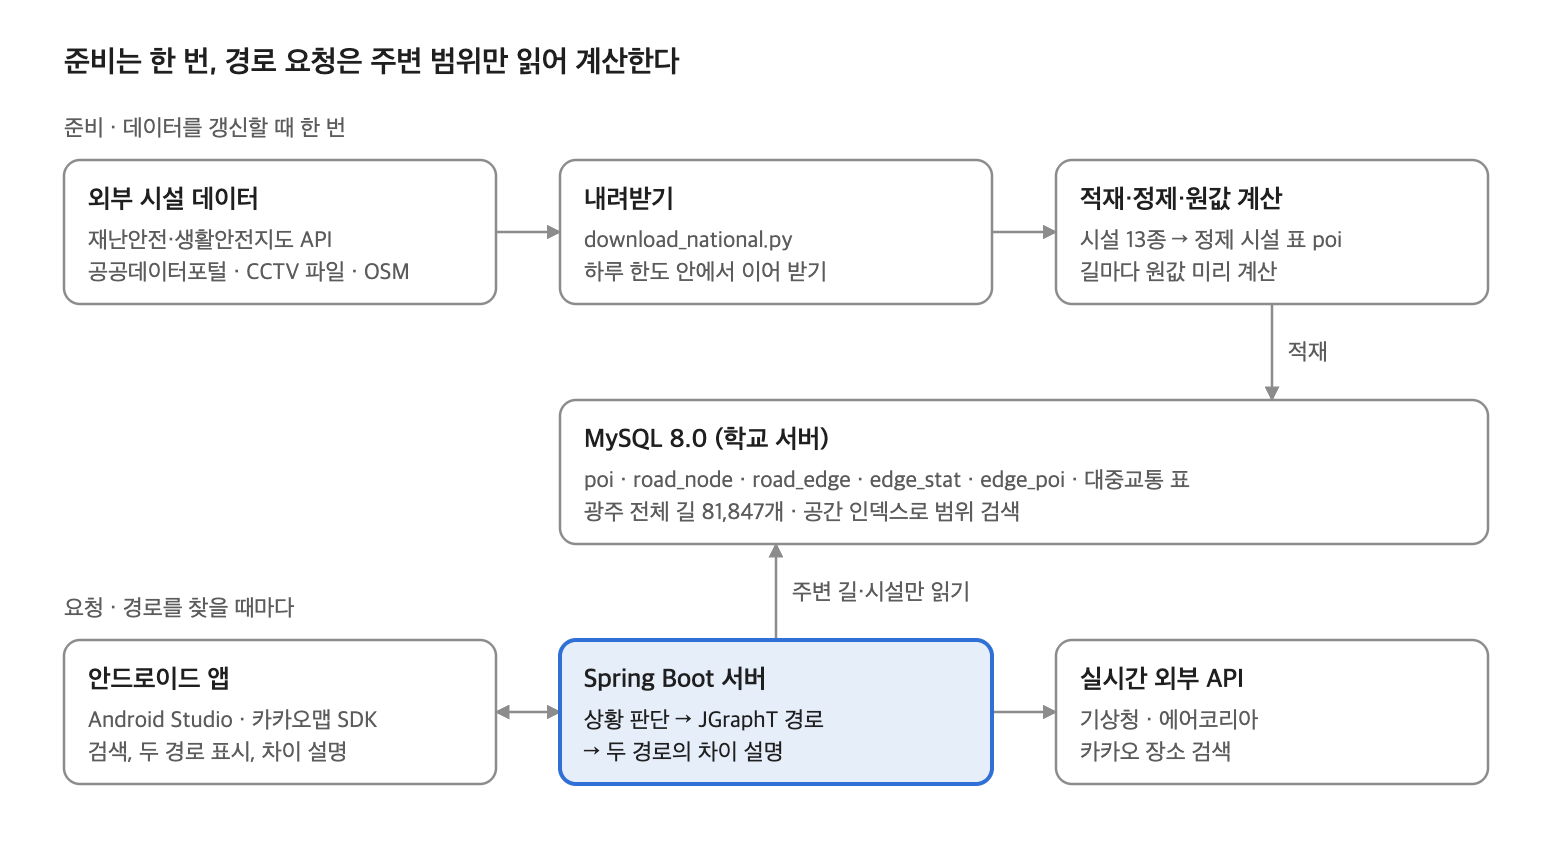 준비는 한 번, 경로 요청은 주변 범위만 읽어 계산한다
준비 · 데이터를 갱신할 때 한 번
외부 시설 데이터
재난안전·생활안전지도 API
공공데이터포털 · CCTV 파일 · OSM
내려받기
download_national.py
하루 한도 안에서 이어 받기
적재·정제·원값 계산
시설 13종 → 정제 시설 표 poi
길마다 원값 미리 계산
적재
MySQL 8.0 (학교 서버)
poi · road_node · road_edge · edge_stat · edge_poi · 대중교통 표
광주 전체 길 81,847개 · 공간 인덱스로 범위 검색
주변 길·시설만 읽기
요청 · 경로를 찾을 때마다
안드로이드 앱
Android Studio · 카카오맵 SDK
검색, 두 경로 표시, 차이 설명
Spring Boot 서버
상황 판단 → JGraphT 경로
→ 두 경로의 차이 설명
실시간 외부 API
기상청 · 에어코리아
카카오 장소 검색